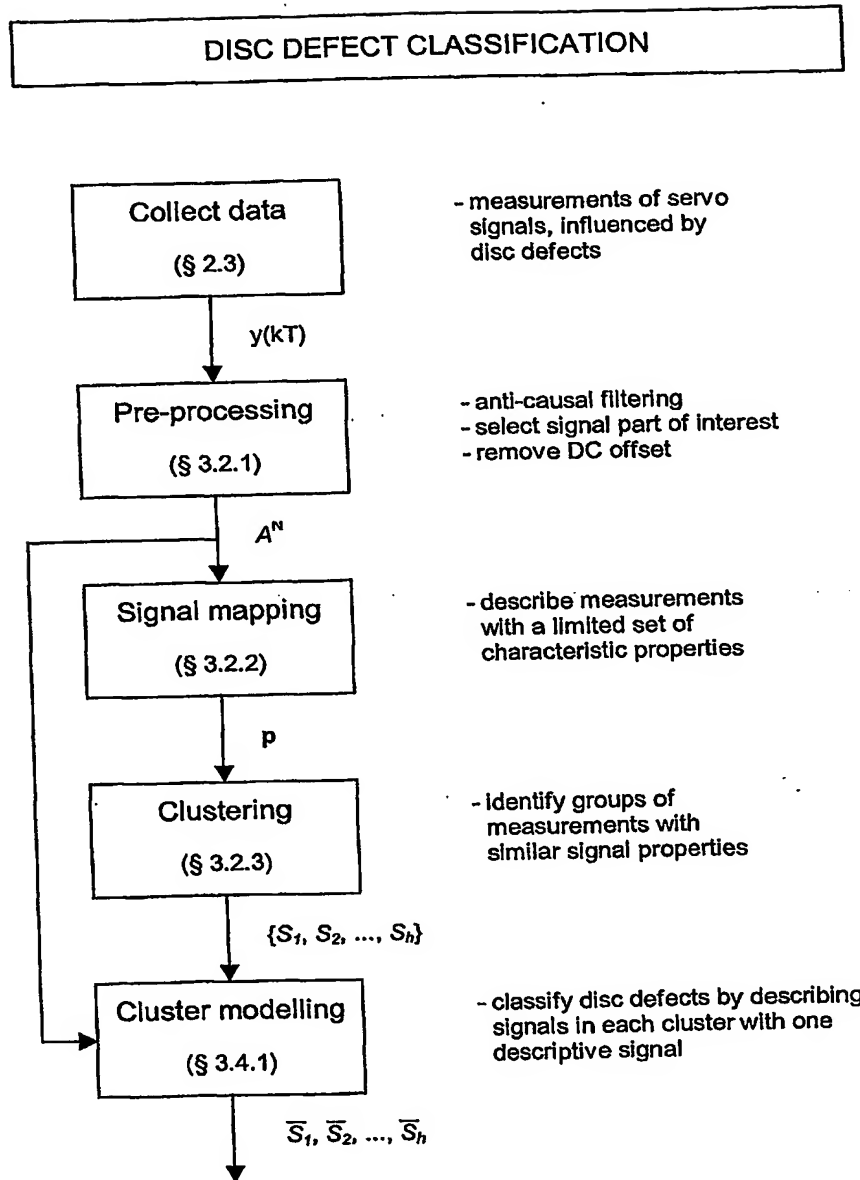 DISC DEFECT CLASSIFICATION
Collect data
(§ 2.3)
- measurements of servo
signals, influenced by
disc defects
y(kT)
Pre-processing
(§ 3.2.1)
- anti-causal filtering
- select signal part of interest
- remove DC offset
Aᴺ
Signal mapping
(§ 3.2.2)
- describe measurements
with a limited set of
characteristic properties
p
Clustering
(§ 3.2.3)
- identify groups of
measurements with
similar signal properties
{S₁, S₂, ..., Sₕ}
Cluster modelling
(§ 3.4.1)
- classify disc defects by describing
signals in each cluster with one
descriptive signal
S̅₁, S̅₂, ..., S̅ₕ